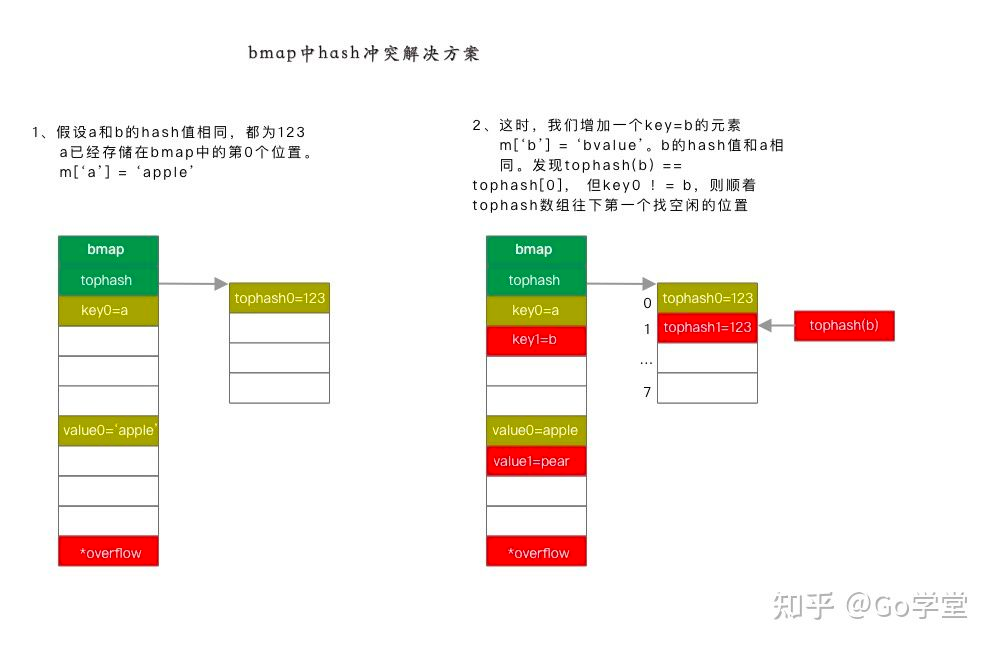 bmap中hash冲突解决方案
1、假设a和b的hash值相同，都为123
a已经存储在bmap中的第0个位置。
m[‘a’] = ‘apple’
bmap
tophash
key0=a
value0=‘apple’
*overflow
tophash0=123
2、这时，我们增加一个key=b的元素
m[‘b’] = ‘bvalue’。b的hash值和a相
同。发现tophash(b) ==
tophash[0]， 但key0 ！= b，则顺着
tophash数组往下第一个找空闲的位置
bmap
tophash
key0=a
key1=b
value0=apple
value1=pear
*overflow
0
tophash0=123
1
tophash1=123
...
7
tophash(b)
知乎 @Go学堂